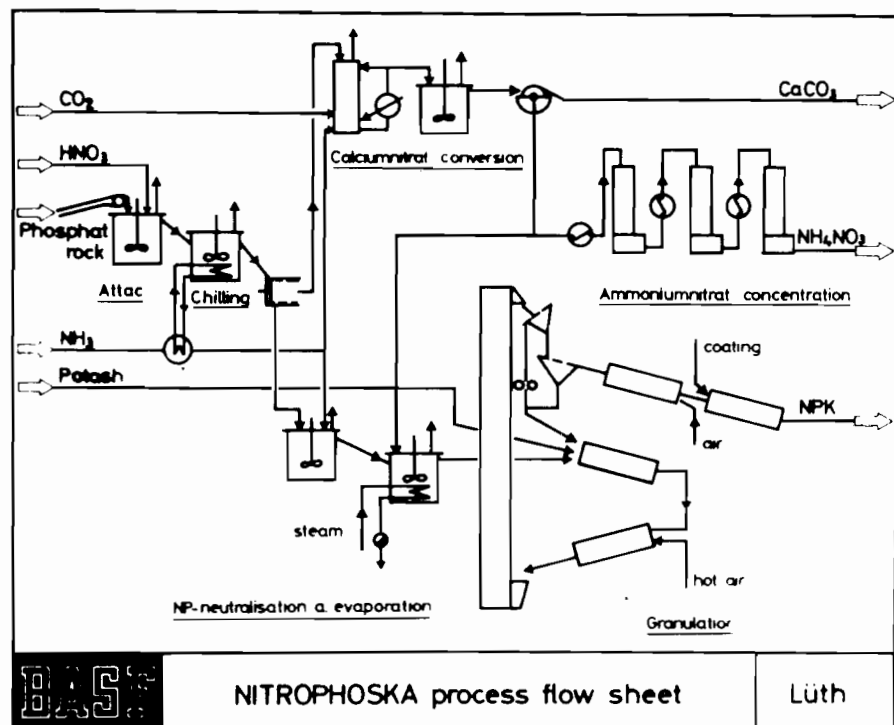 CO₂
CaCO₃
HNO₃
Calciumnitrat conversion
Phosphat
rock
NH₄NO₃
Attac
Chilling
Ammoniumnitrat concentration
NH₃
coating
Potash
NPK
air
steam
hot air
NP-neutralisation a. evaporation
Granulation
BASF
NITROPHOSKA process flow sheet
Lüth